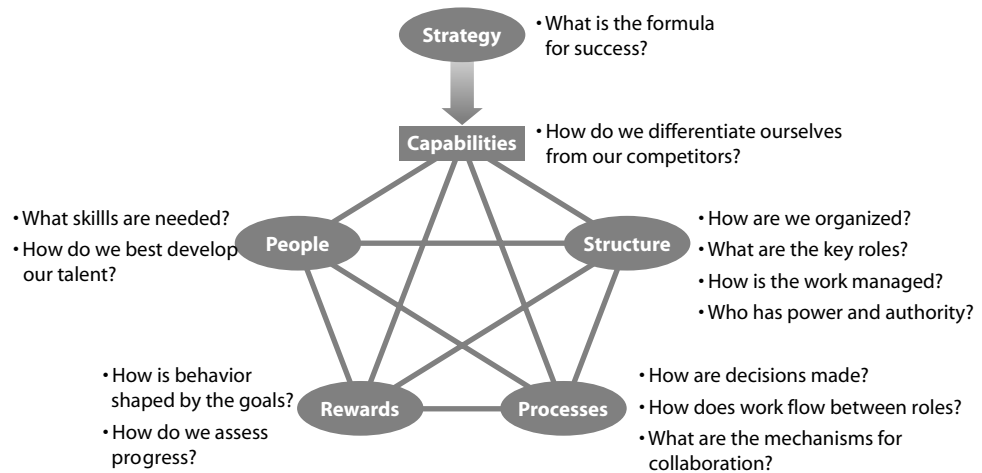 Strategy
• What is the formula
for success?
Capabilities
• How do we differentiate ourselves
from our competitors?
• What skillls are needed?
• How do we best develop
our talent?
People
Structure
• How are we organized?
• What are the key roles?
• How is the work managed?
• Who has power and authority?
• How is behavior
shaped by the goals?
• How do we assess
progress?
Rewards
Processes
• How are decisions made?
• How does work flow between roles?
• What are the mechanisms for
collaboration?